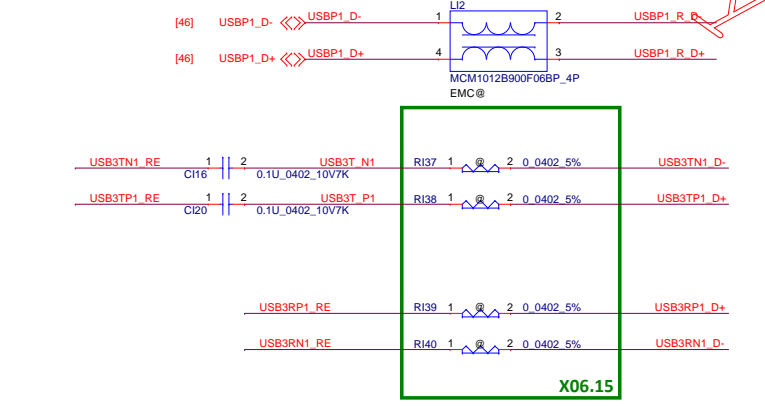 LI2
[46] USBP1_D- USBP1_D- 1 2 USBP1_R_D-
[46] USBP1_D+ USBP1_D+ 4 3 USBP1_R_D+
MCM1012B900F06BP_4P
EMC@
USB3TN1_RE 1 2 USB3T_N1 RI37 1 @ 2 0_0402_5% USB3TN1_D-
CI16 0.1U_0402_10V7K
USB3TP1_RE 1 2 USB3T_P1 RI38 1 @ 2 0_0402_5% USB3TP1_D+
CI20 0.1U_0402_10V7K
USB3RP1_RE RI39 1 @ 2 0_0402_5% USB3RP1_D+
USB3RN1_RE RI40 1 @ 2 0_0402_5% USB3RN1_D-
X06.15